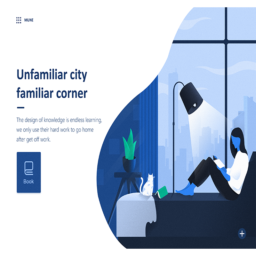 Unfamiliar city
familiar corner
The design of knowledge is endless learning,
we only use their hard work to go home
after get off work.
Book